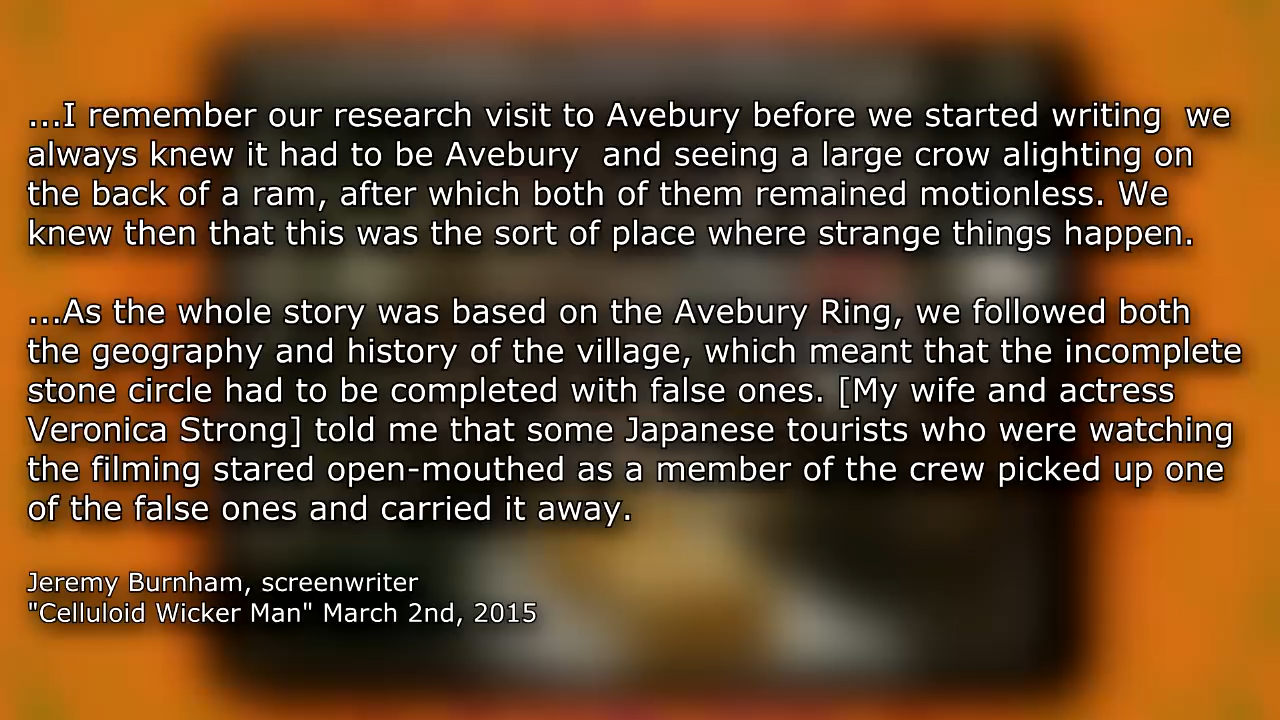 ...I remember our research visit to Avebury before we started writing  we
always knew it had to be Avebury  and seeing a large crow alighting on
the back of a ram, after which both of them remained motionless. We
knew then that this was the sort of place where strange things happen.
...As the whole story was based on the Avebury Ring, we followed both
the geography and history of the village, which meant that the incomplete
stone circle had to be completed with false ones. [My wife and actress
Veronica Strong] told me that some Japanese tourists who were watching
the filming stared open-mouthed as a member of the crew picked up one
of the false ones and carried it away.
Jeremy Burnham, screenwriter
"Celluloid Wicker Man" March 2nd, 2015